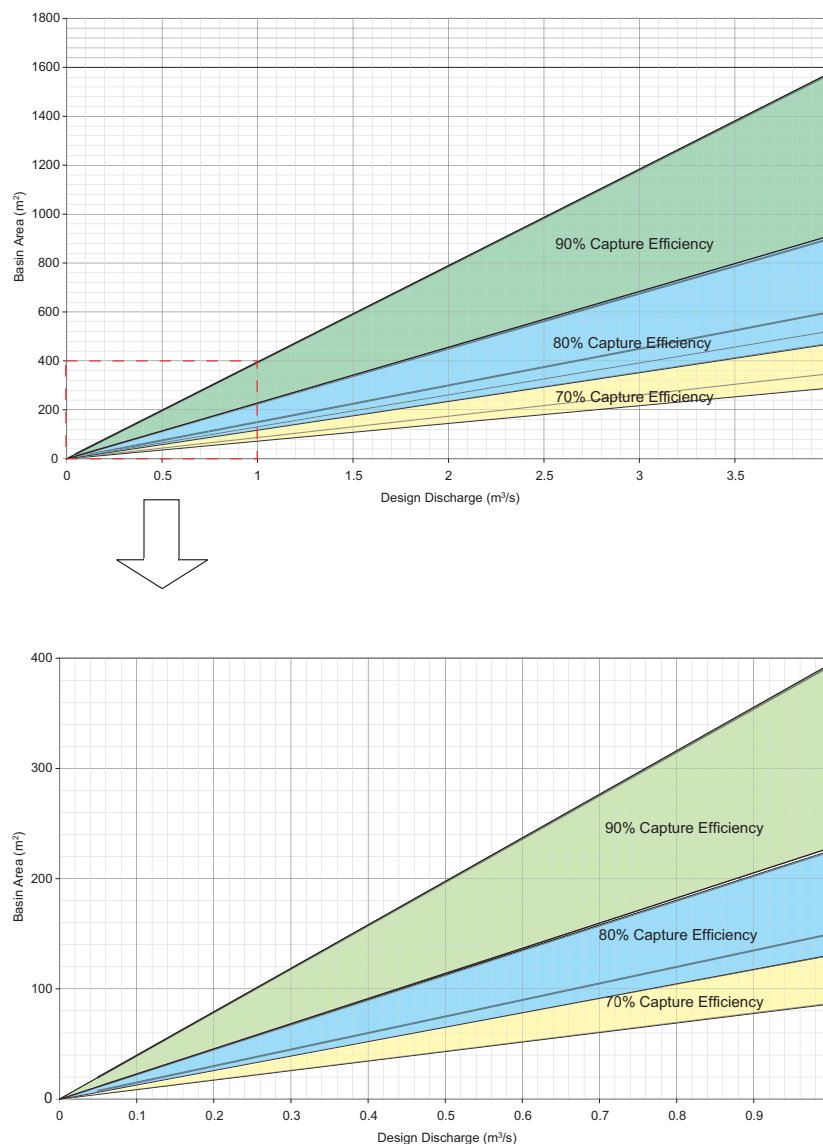 1800
1600
1400
1200
1000
800
600
400
200
0
Basin Area (m²)
90% Capture Efficiency
80% Capture Efficiency
70% Capture Efficiency
0 0.5 1 1.5 2 2.5 3 3.5
Design Discharge (m³/s)
400
300
200
100
0
Basin Area (m²)
90% Capture Efficiency
80% Capture Efficiency
70% Capture Efficiency
0 0.1 0.2 0.3 0.4 0.5 0.6 0.7 0.8 0.9
Design Discharge (m³/s)